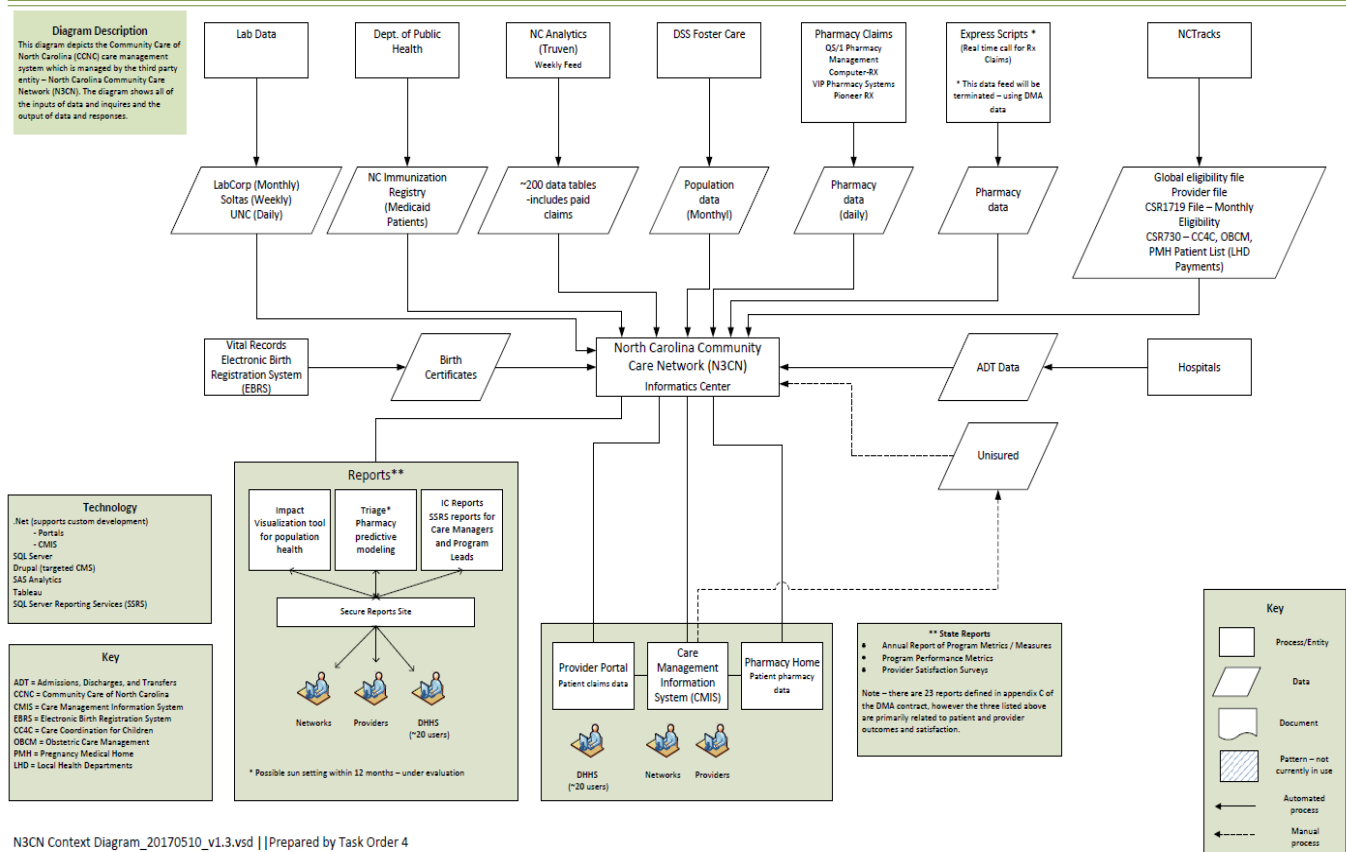 Diagram Description
This diagram depicts the Community Care of
North Carolina (CCNC) care management
system which is managed by the third party
entity – North Carolina Community Care
Network (N3CN). The diagram shows all of
the inputs of data and inquires and the
output of data and responses.
Lab Data
Dept. of Public
Health
NC Analytics
(Truven)
Weekly Feed
DSS Foster Care
Pharmacy Claims
QS/1 Pharmacy
Management
Computer-RX
VIP Pharmacy Systems
Pioneer RX
Express Scripts *
(Real time call for Rx
Claims)
* This data feed will be
terminated – using DMA
data
NCTracks
LabCorp (Monthly)
Soltas (Weekly)
UNC (Daily)
NC Immunization
Registry
(Medicaid
Patients)
~200 data tables
-includes paid
claims
Population
data
(Monthyl)
Pharmacy
data
(daily)
Pharmacy
data
Global eligibility file
Provider file
CSR1719 File – Monthly
Eligibility
CSR730 – CC4C, OBCM,
PMH Patient List (LHD
Payments)
Vital Records
Electronic Birth
Registration System
(EBRS)
Birth
Certificates
North Carolina Community
Care Network (N3CN)
Informatics Center
ADT Data
Hospitals
Unisured
Reports**
Impact
Visualization tool
for population
health
Triage*
Pharmacy
predictive
modeling
IC Reports
SSRS reports for
Care Managers
and Program
Leads
Secure Reports Site
Networks
Providers
DHHS
(~20 users)
* Possible sun setting within 12 months – under evaluation
Technology
.Net (supports custom development)
- Portals
- CMIS
SQL Server
Drupal (targeted CMS)
SAS Analytics
Tableau
SQL Server Reporting Services (SSRS)
Key
ADT = Admissions, Discharges, and Transfers
CCNC = Community Care of North Carolina
CMIS = Care Management Information System
EBRS = Electronic Birth Registration System
CC4C = Care Coordination for Children
OBCM = Obstetric Care Management
PMH = Pregnancy Medical Home
LHD = Local Health Departments
Provider Portal
Patient claims data
Care
Management
Information
System (CMIS)
Pharmacy Home
Patient pharmacy
data
DHHS
(~20 users)
Networks
Providers
** State Reports
Annual Report of Program Metrics / Measures
Program Performance Metrics
Provider Satisfaction Surveys
Note – there are 23 reports defined in appendix C of
the DMA contract, however the three listed above
are primarily related to patient and provider
outcomes and satisfaction.
Key
Process/Entity
Data
Document
Pattern – not
currently in use
Automated
process
Manual
process
N3CN Context Diagram_20170510_v1.3.vsd ||Prepared by Task Order 4